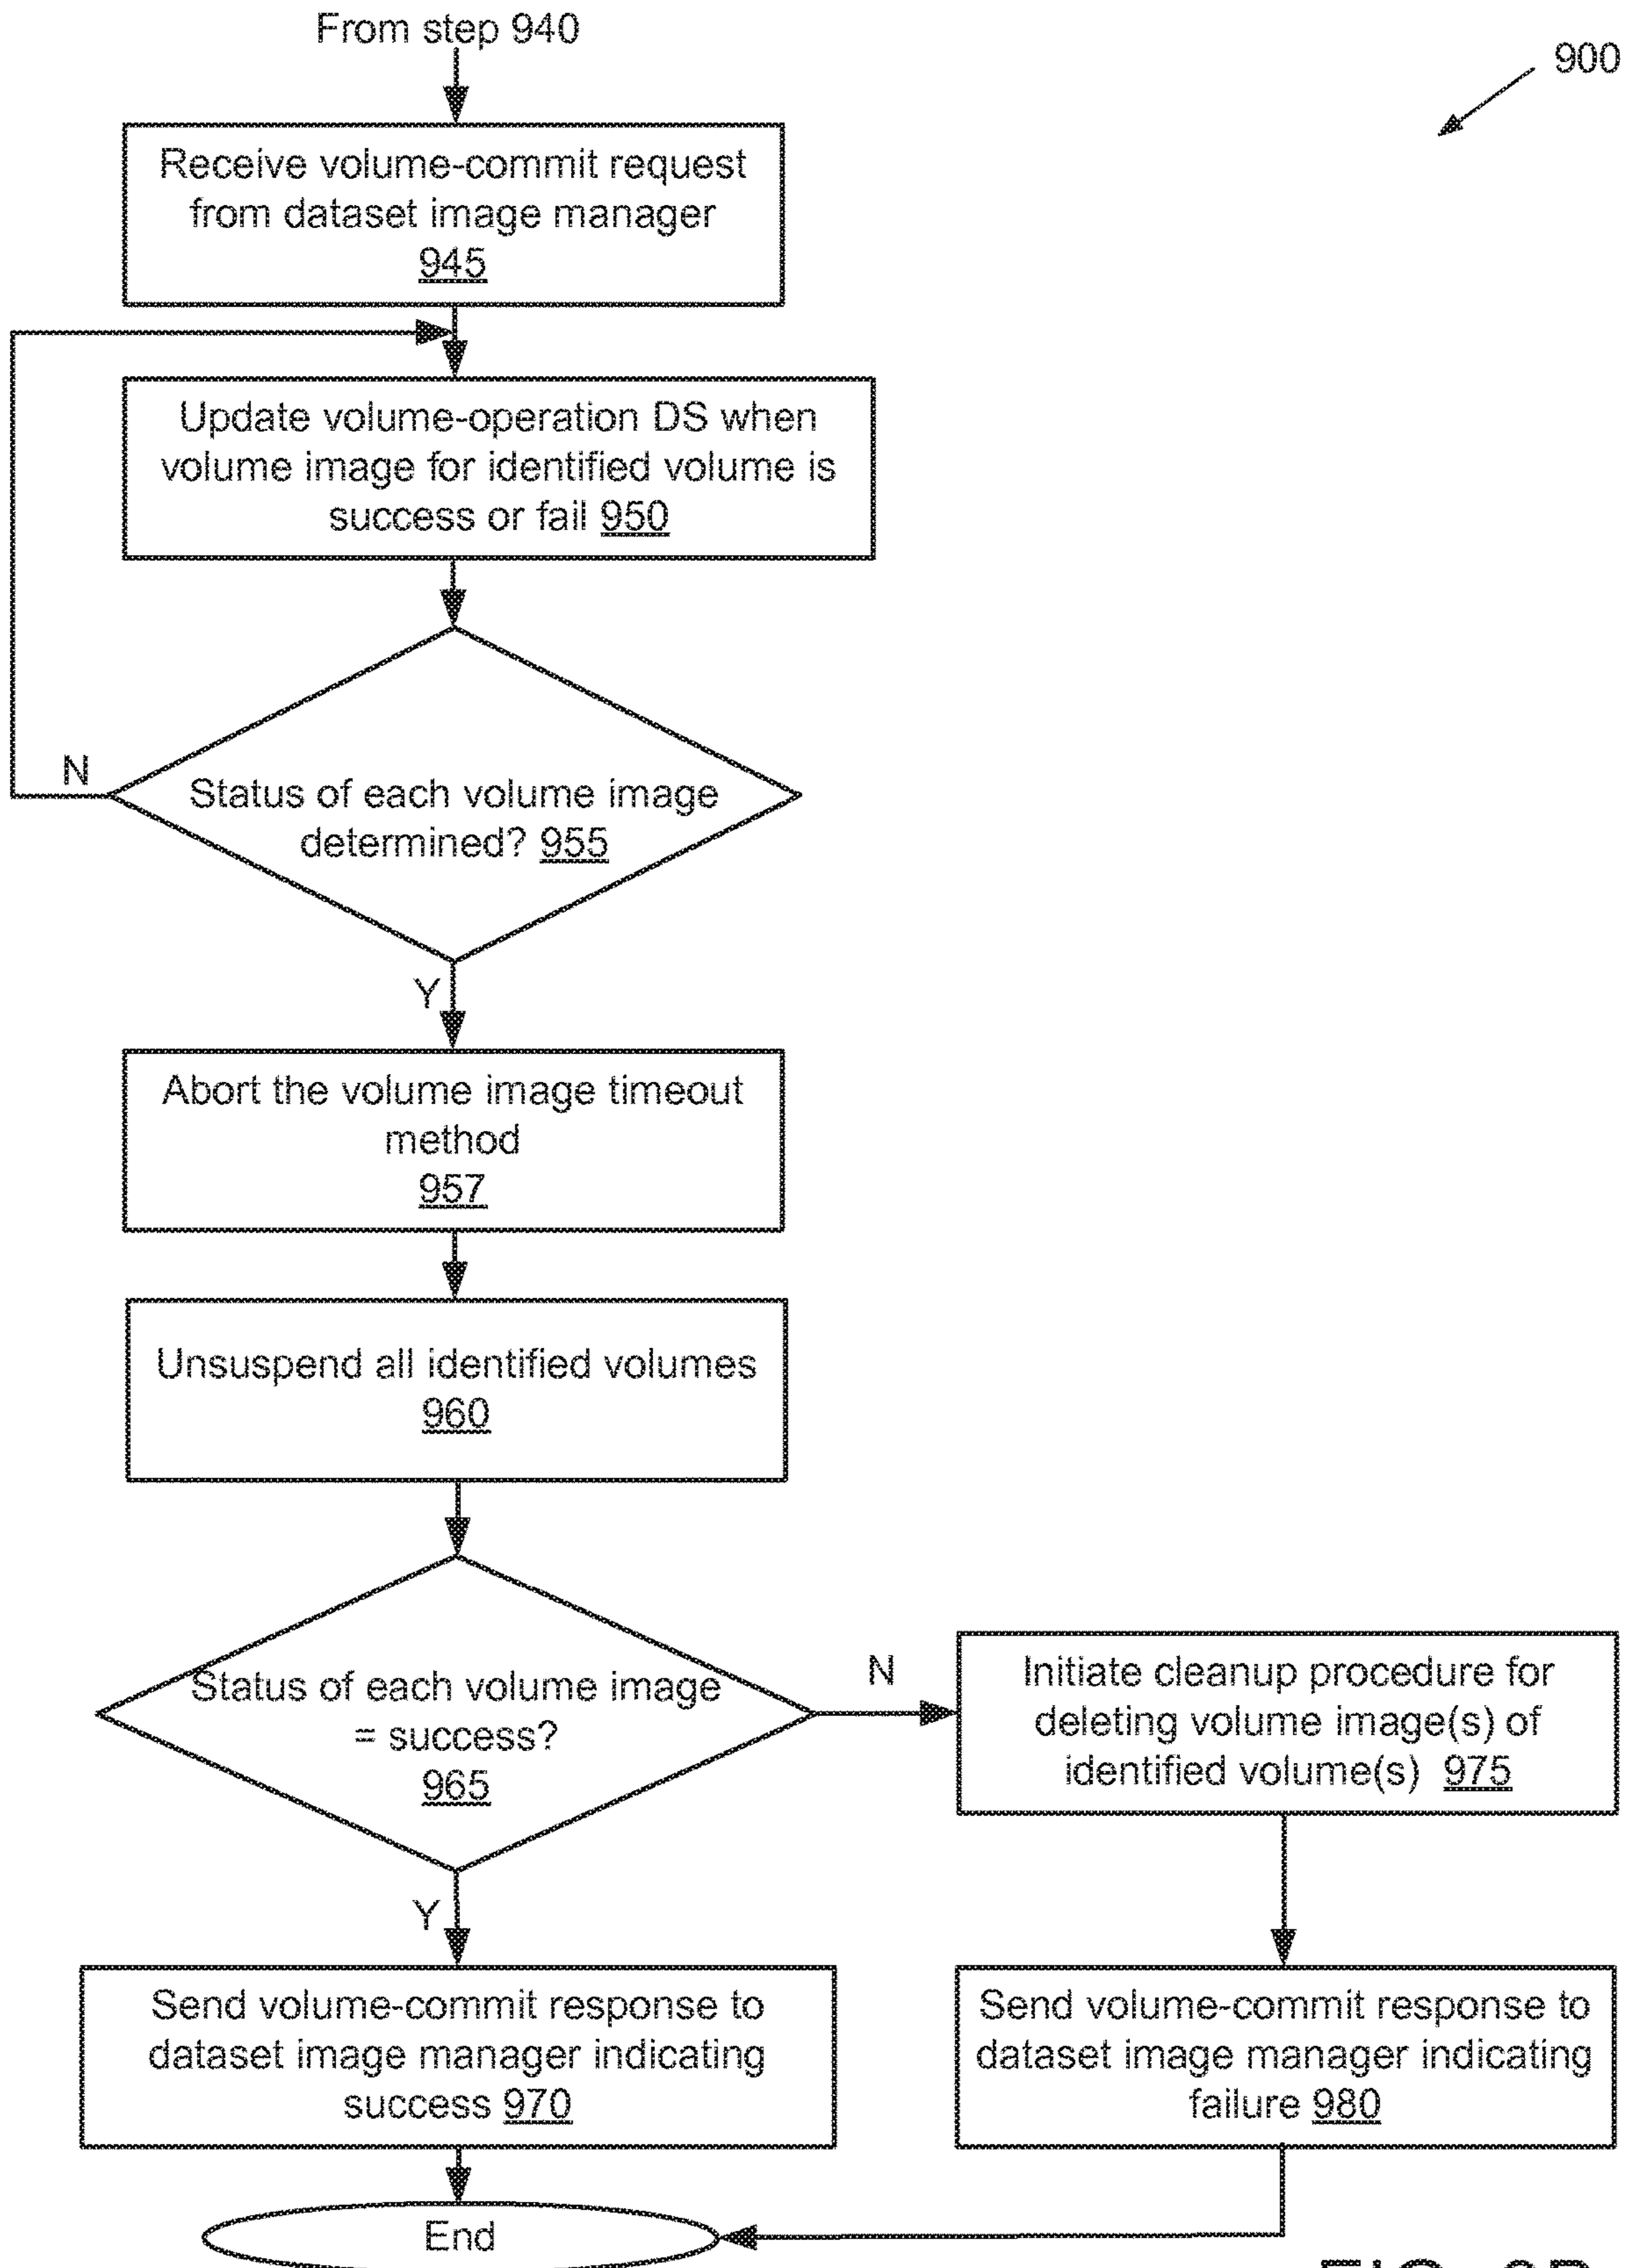 From step 940
900
Receive volume-commit request
from dataset image manager
945
Update volume-operation DS when
volume image for identified volume is
success or fail 950
N
Status of each volume image
determined? 955
Y
Abort the volume image timeout
method
957
Unsuspend all identified volumes
960
Status of each volume image
= success?
965
N
Initiate cleanup procedure for
deleting volume image(s) of
identified volume(s) 975
Y
Send volume-commit response to
dataset image manager indicating
success 970
Send volume-commit response to
dataset image manager indicating
failure 980
End